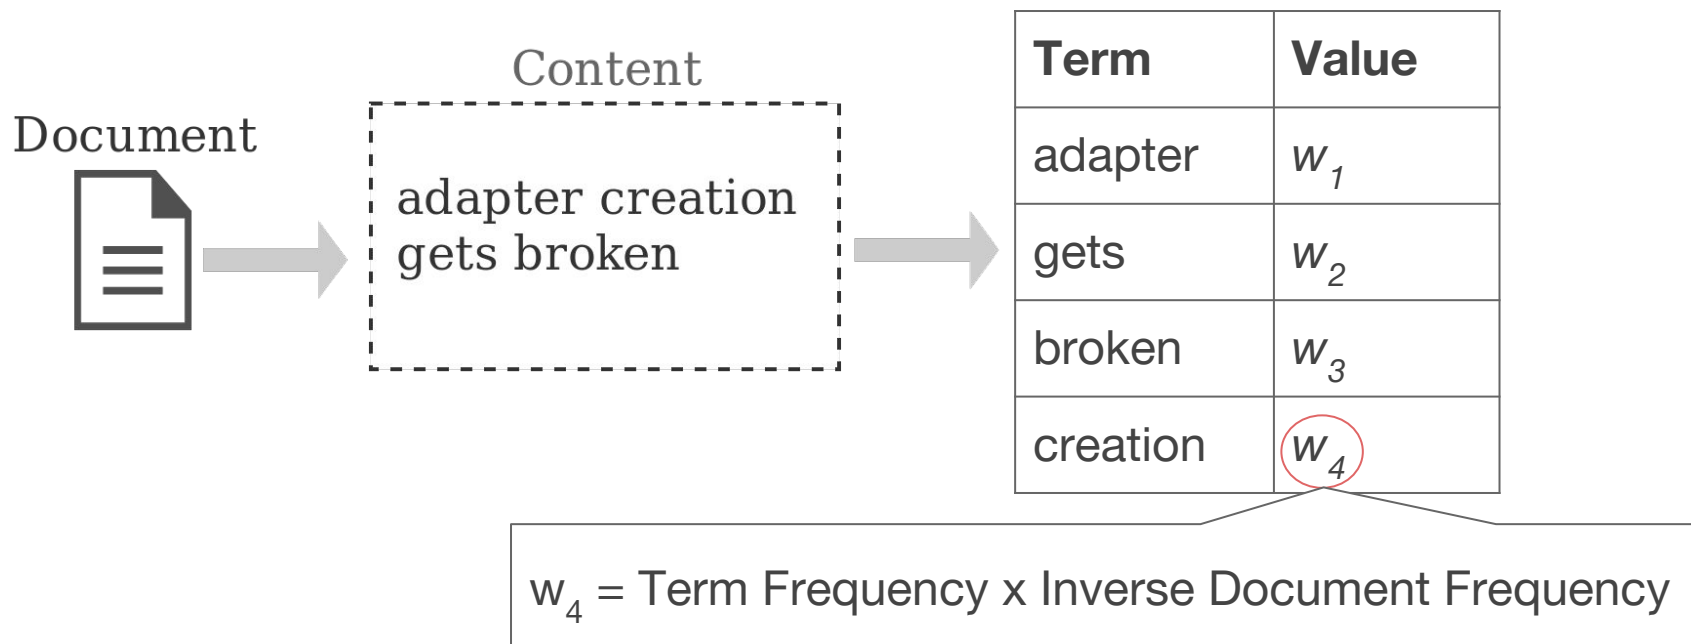 Document
Content
adapter creation
gets broken
Term Value
adapter w1
gets w2
broken w3
creation w4
w4 = Term Frequency x Inverse Document Frequency